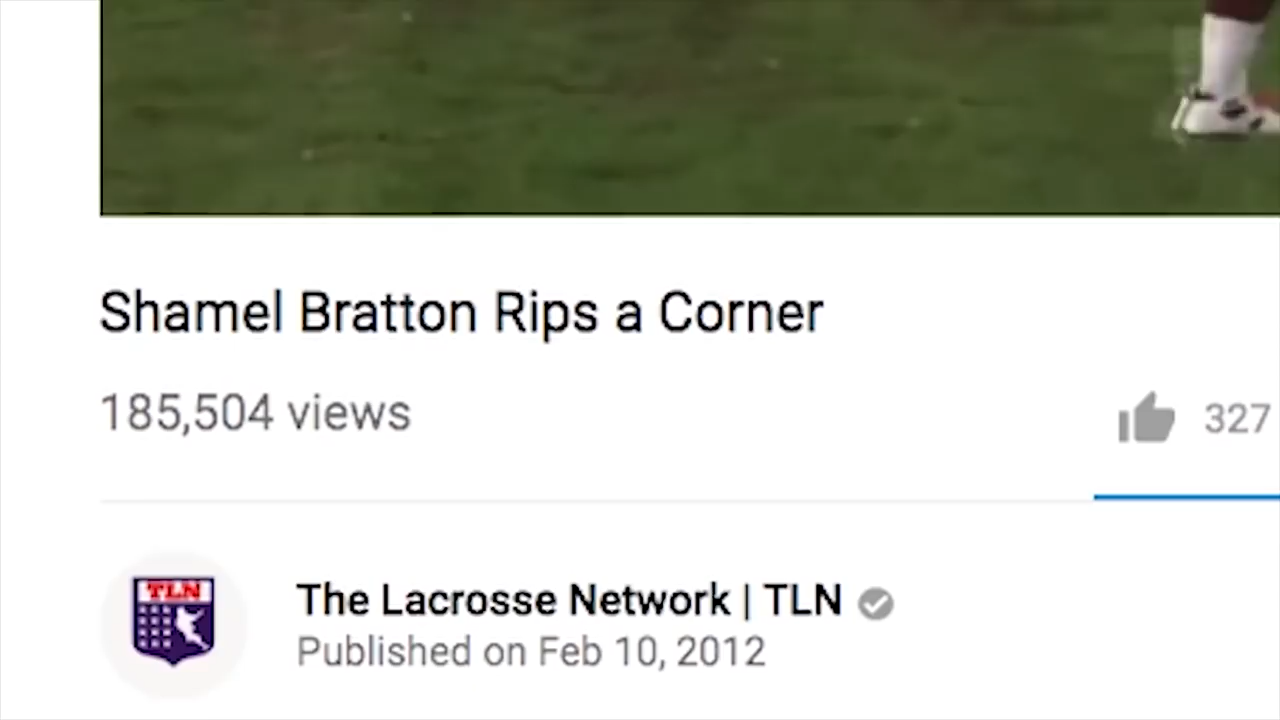 Shamel Bratton Rips a Corner
185,504 views
327
TLN
The Lacrosse Network | TLN
Published on Feb 10, 2012